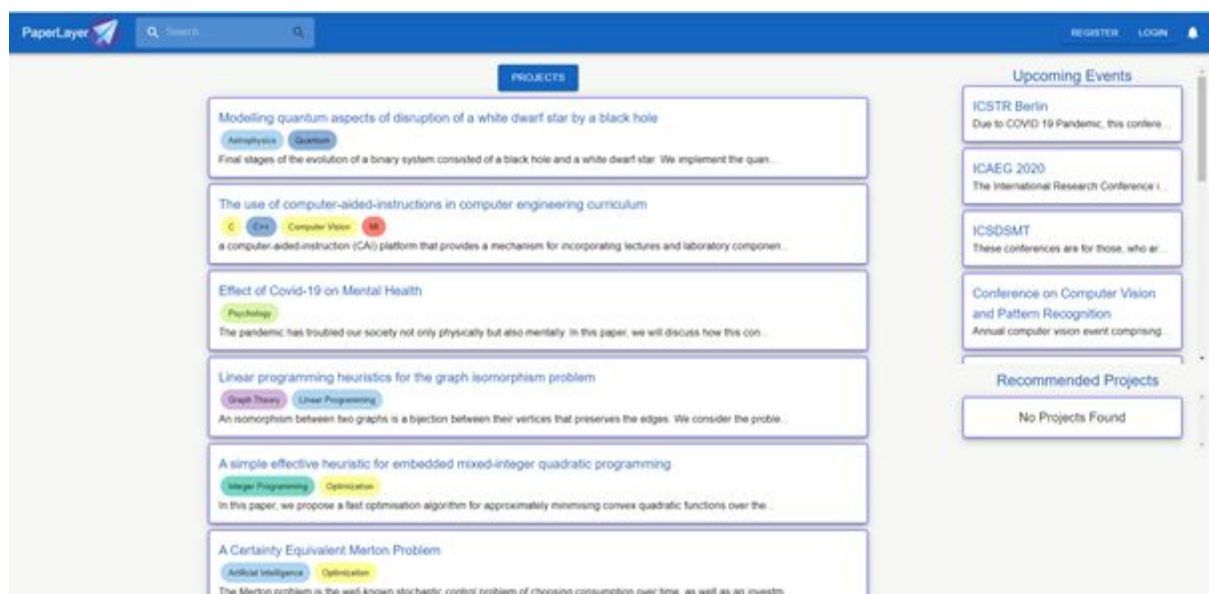 PaperLayer
Search...
REGISTER LOGIN
PROJECTS
Modelling quantum aspects of disruption of a white dwarf star by a black hole
Astrophysics Quantum
Final stages of the evolution of a binary system consisted of a black hole and a white dwarf star. We implement the quan...
The use of computer-aided-instructions in computer engineering curriculum
C C++ Computer Vision Ml
a computer-aided-instruction (CAI) platform that provides a mechanism for incorporating lectures and laboratory componen...
Effect of Covid-19 on Mental Health
Psychology
The pandemic has troubled our society not only physically but also mentally. In this paper, we will discuss how this con...
Linear programming heuristics for the graph isomorphism problem
Graph Theory Linear Programming
An isomorphism between two graphs is a bijection between their vertices that preserves the edges. We consider the proble...
A simple effective heuristic for embedded mixed-integer quadratic programming
Integer Programming Optimization
In this paper, we propose a fast optimisation algorithm for approximately minimising convex quadratic functions over the...
A Certainty Equivalent Merton Problem
Artificial Intelligence Optimization
The Merton problem is the well-known stochastic control problem of choosing consumption over time, as well as an investm...
Upcoming Events
ICSTR Berlin
Due to COVID 19 Pandemic, this confere...
ICAEG 2020
The International Research Conference i...
ICSDSMT
These conferences are for those, who ar...
Conference on Computer Vision
and Pattern Recognition
Annual computer vision event comprising...
Recommended Projects
No Projects Found